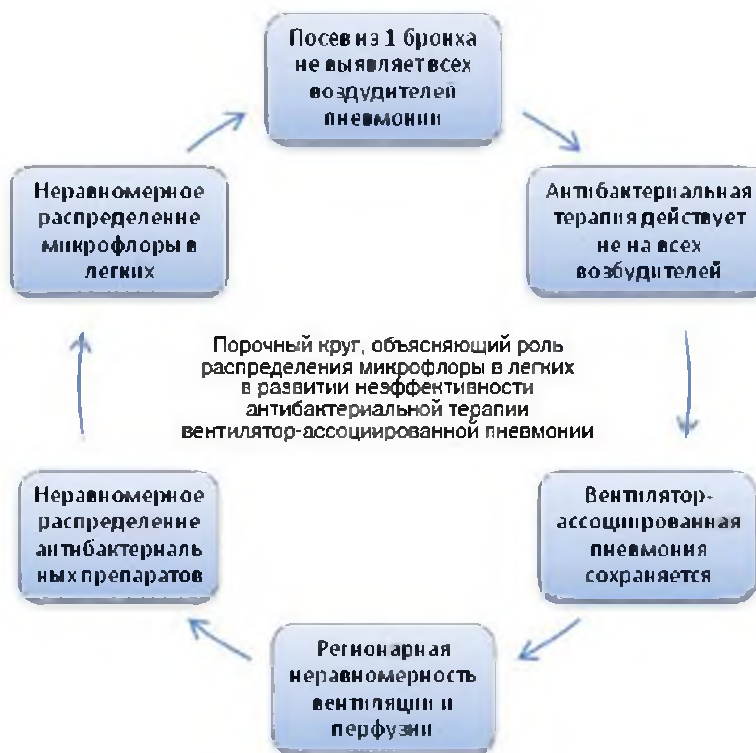 Посев из 1 бронха
не выявляет всех
воздудителей
пневмонии
Антибактериальная
терапия действует
не на всех
возбудителей
Вентилятор-
ассоциированная
пневмония
сохраняется
Регионарная
неравномерность
вентиляции и
перфузии
Неравномерное
распределение
антибактериаль
ных препаратов
Неравномерное
распределение
микрофлоры в
легких
Порочный круг, объясняющий роль
распределения микрофлоры в легких
в развитии неэффективности
антибактериальной терапии
вентилятор-ассоциированной пневмонии